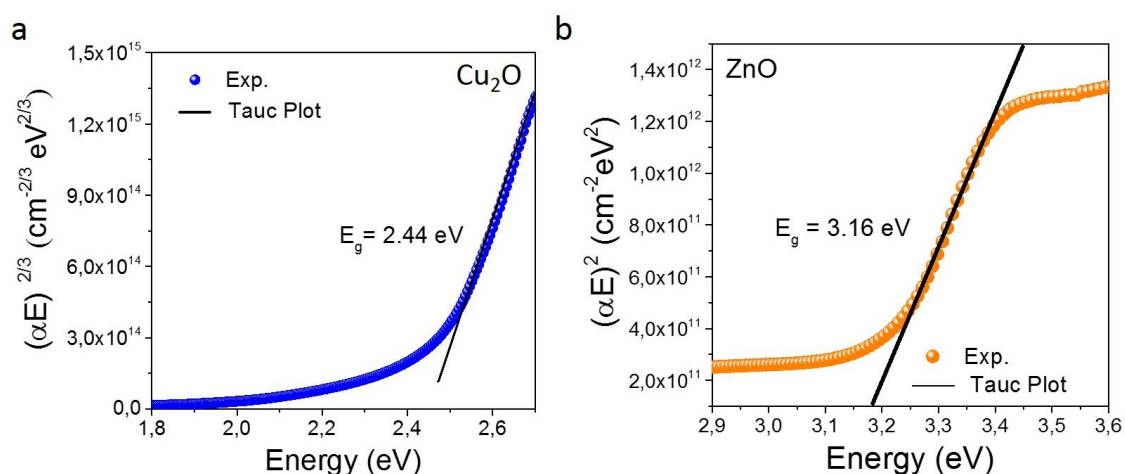 a
Cu₂O
Exp.
Tauc Plot
E_g = 2.44 eV
(αE) ^2/3 (cm^-2/3 eV^2/3)
1,5x10^15
1,2x10^15
9,0x10^14
6,0x10^14
3,0x10^14
0,0
1,8 2,0 2,2 2,4 2,6
Energy (eV)
b
ZnO
E_g = 3.16 eV
Exp.
Tauc Plot
(αE)^2 (cm^-2eV^2)
1,4x10^12
1,2x10^12
1,0x10^12
8,0x10^11
6,0x10^11
4,0x10^11
2,0x10^11
2,9 3,0 3,1 3,2 3,3 3,4 3,5 3,6
Energy (eV)